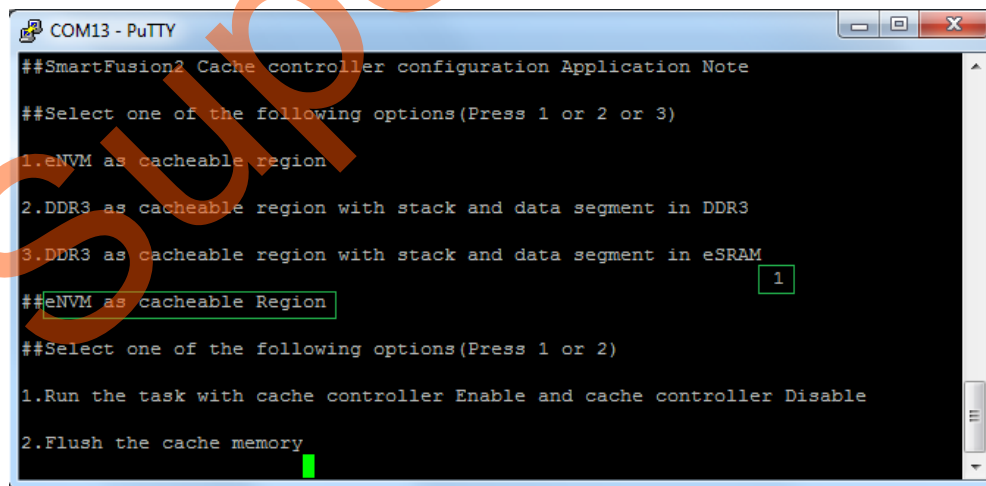 COM13 - PuTTY
##SmartFusion2 Cache controller configuration Application Note
##Select one of the following options(Press 1 or 2 or 3)
1.eNVM as cacheable region
2.DDR3 as cacheable region with stack and data segment in DDR3
3.DDR3 as cacheable region with stack and data segment in eSRAM
1
##eNVM as cacheable Region
##Select one of the following options(Press 1 or 2)
1.Run the task with cache controller Enable and cache controller Disable
2.Flush the cache memory